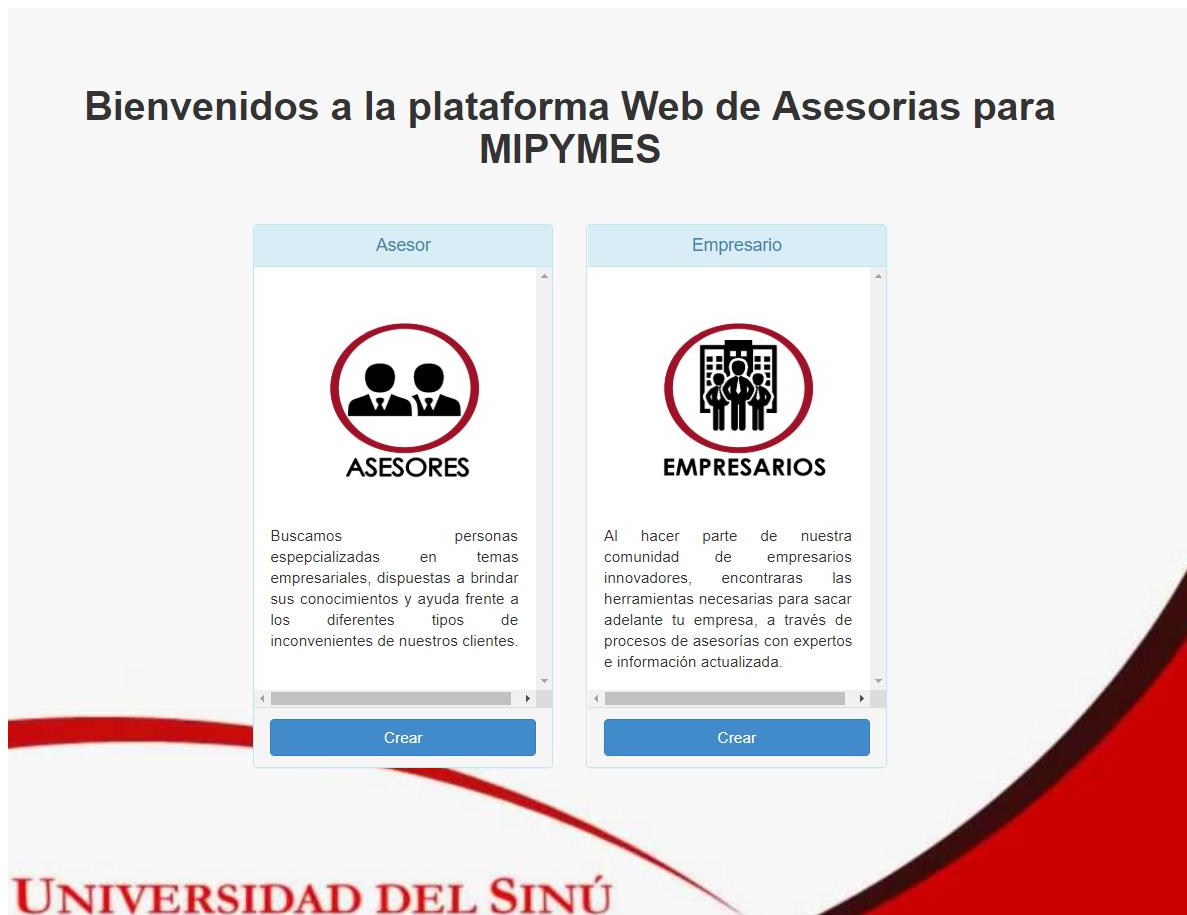 Bienvenidos a la plataforma Web de Asesorias para
MIPYMES
Asesor
ASESORES
Buscamos personas
espepcializadas en temas
empresariales, dispuestas a brindar
sus conocimientos y ayuda frente a
los diferentes tipos de
inconvenientes de nuestros clientes.
Crear
Empresario
EMPRESARIOS
Al hacer parte de nuestra
comunidad de empresarios
innovadores, encontraras las
herramientas necesarias para sacar
adelante tu empresa, a través de
procesos de asesorías con expertos
e información actualizada.
Crear
UNIVERSIDAD DEL SINÚ